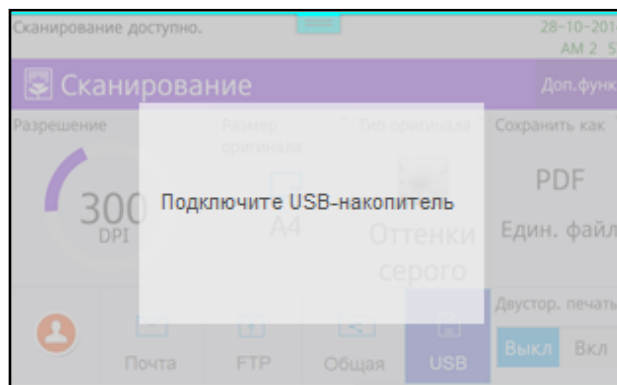 Сканирование доступно.
28-10-201
AM 2 5
Сканирование
Доп.функ
Разрешение
Размер
оригинала
Тип оригинала
Сохранить как
300
DPI
A4
Оттенки
серого
PDF
Един. файл
Подключите USB-накопитель
Двустор. печать
Почта
FTP
Общая
USB
Выкл
Вкл